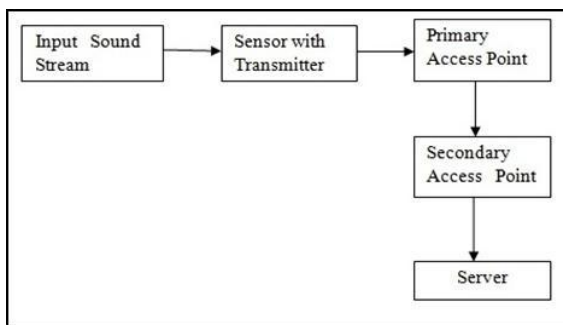 Input Sound
Stream
Sensor with
Transmitter
Primary
Access Point
Secondary
Access Point
Server